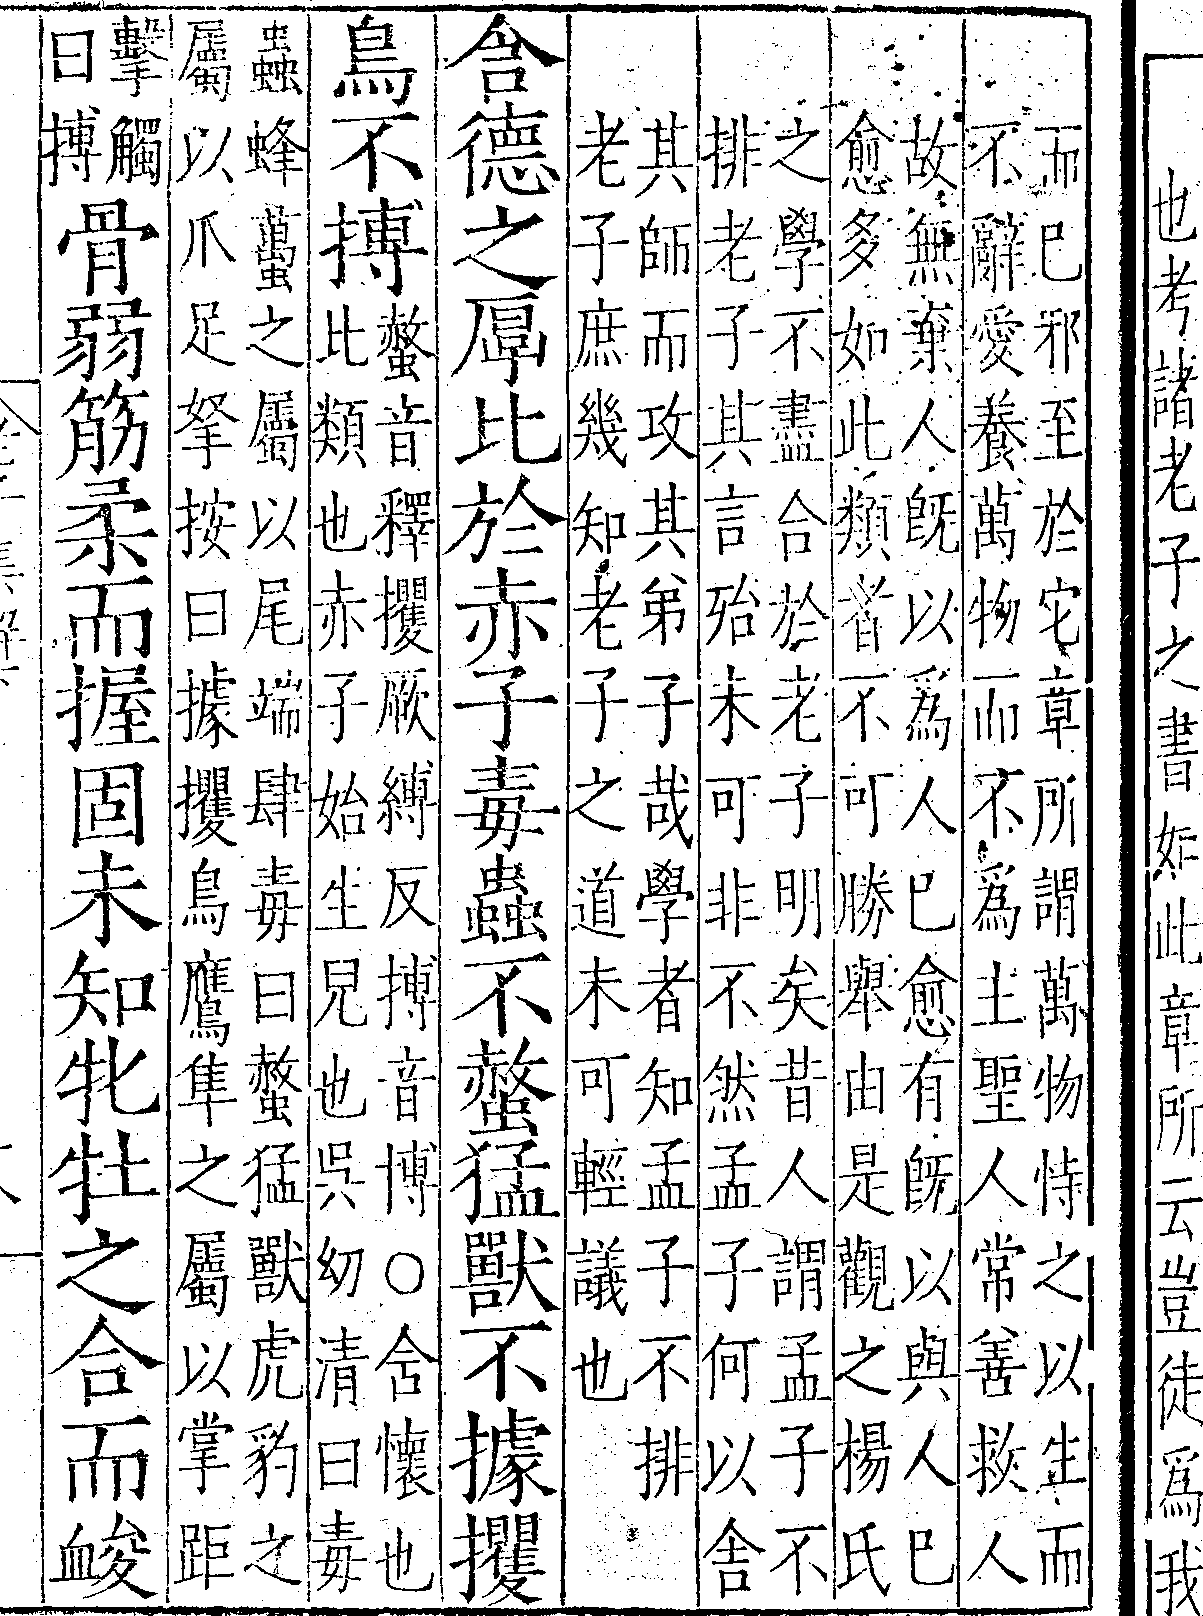 也考諸老子之書如此章所云豈徒爲我
而已邪至於它章所謂萬物恃之以生而
不辭愛養萬物而不爲主聖人常善救人
故無棄人旣以爲人已愈有旣以與人已
愈多如此類者不可勝舉由是觀之楊氏
之學不盡合於老子明矣昔人謂孟子不
排老子其言殆未可非不然孟子何以舍
其師而攻其弟子哉學者知孟子不排
老子庶幾知老子之道未可輕議也
含德之厚比於赤子毒蟲不螫猛獸不據攫
鳥不搏
螫音釋攫厥縛反搏音博○含懷也
比類也赤子始生兒也吳幼清曰毒
蟲蜂蠆之屬以尾端肆毒曰螫猛獸虎豹之
屬以爪足拏按曰據攫鳥鷹隼之屬以掌距
擊觸
曰搏
骨弱筋柔而握固未知牝牡之合而䘒